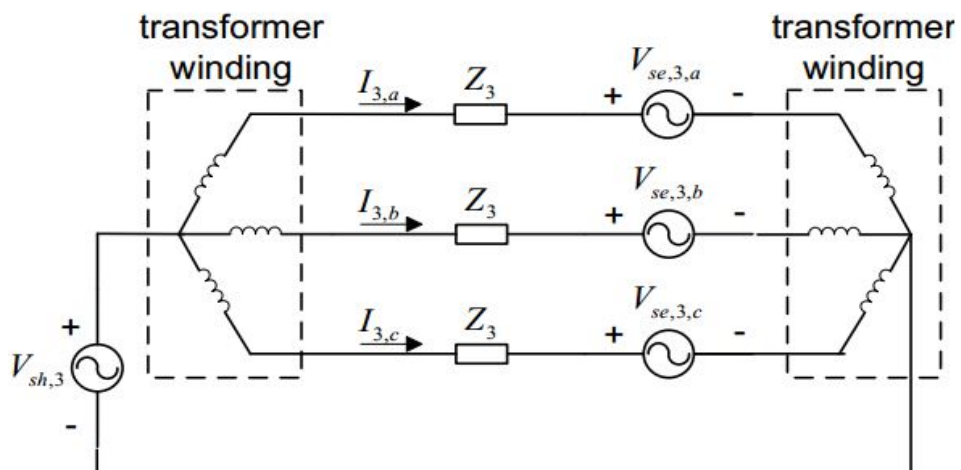 transformer
winding
transformer
winding
I3,a
Z3
+
Vse,3,a
-
I3,b
Z3
+
Vse,3,b
-
I3,c
Z3
+
Vse,3,c
-
+
Vsh,3
-